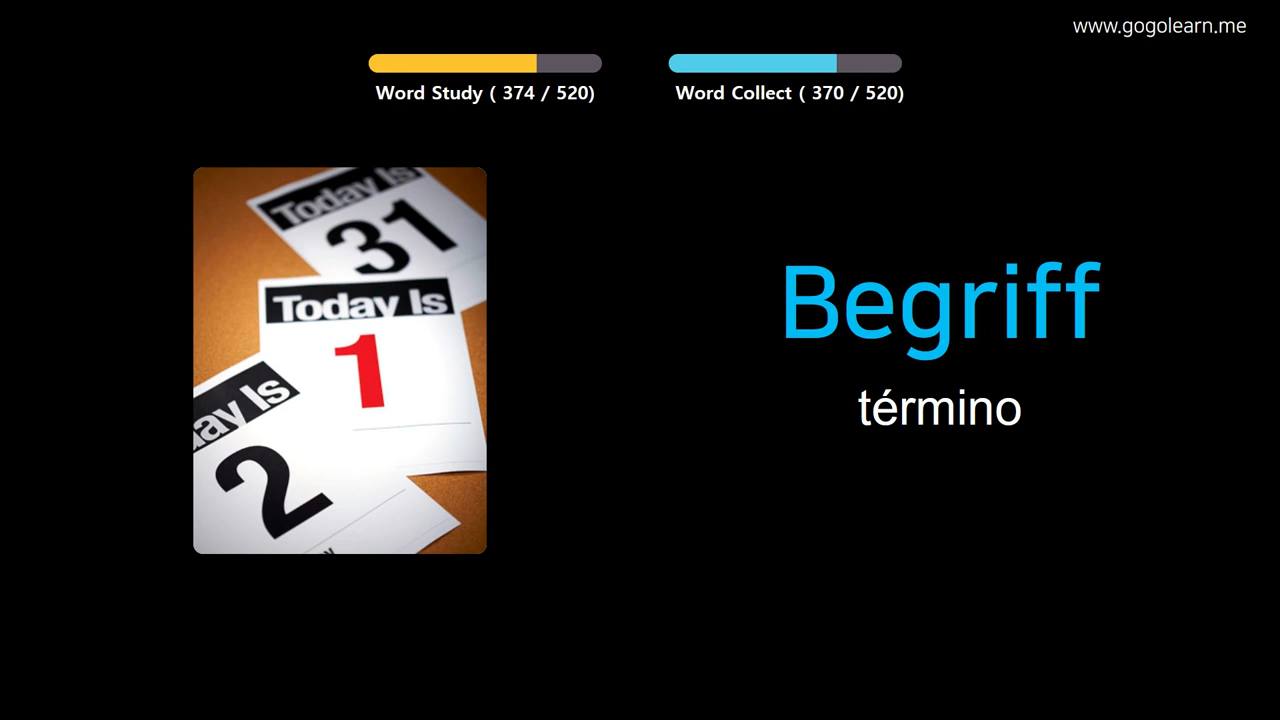 www.gogolearn.me
Word Study ( 374 / 520)
Word Collect ( 370 / 520)
Today Is
31
Today Is
1
day Is
2
Begriff
término